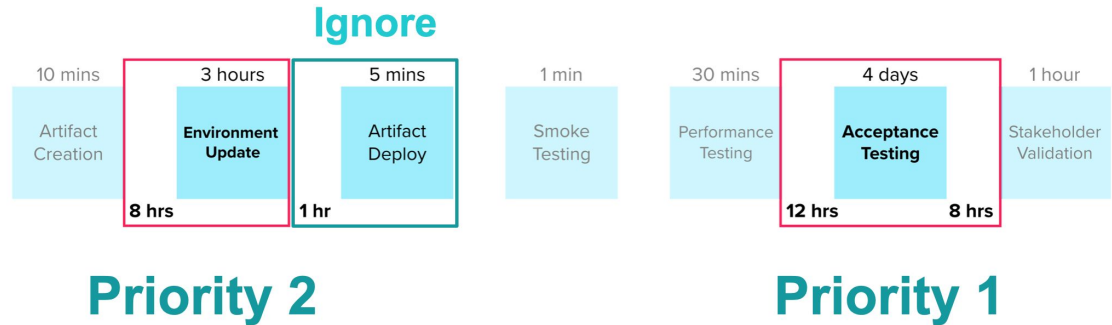 Ignore
10 mins
3 hours
5 mins
1 min
30 mins
4 days
1 hour
Artifact
Creation
Environment
Update
Artifact
Deploy
Smoke
Testing
Performance
Testing
Acceptance
Testing
Stakeholder
Validation
8 hrs
1 hr
12 hrs
8 hrs
Priority 2
Priority 1